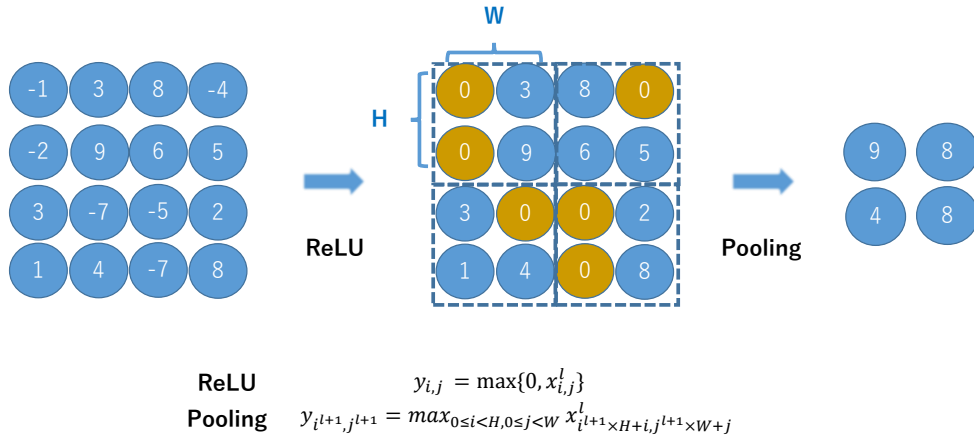 W
H
-1 3 8 -4
-2 9 6 5
3 -7 -5 2
1 4 -7 8
ReLU
0 3 8 0
0 9 6 5
3 0 0 2
1 4 0 8
Pooling
9 8
4 8
ReLU y_{i,j} = max{0, x_{i,j}^{l}}
Pooling y_{i^{l+1},j^{l+1}} = max_{0≤i<H,0≤j<W} x_{i^{l+1}×H+i,j^{l+1}×W+j}^{l}